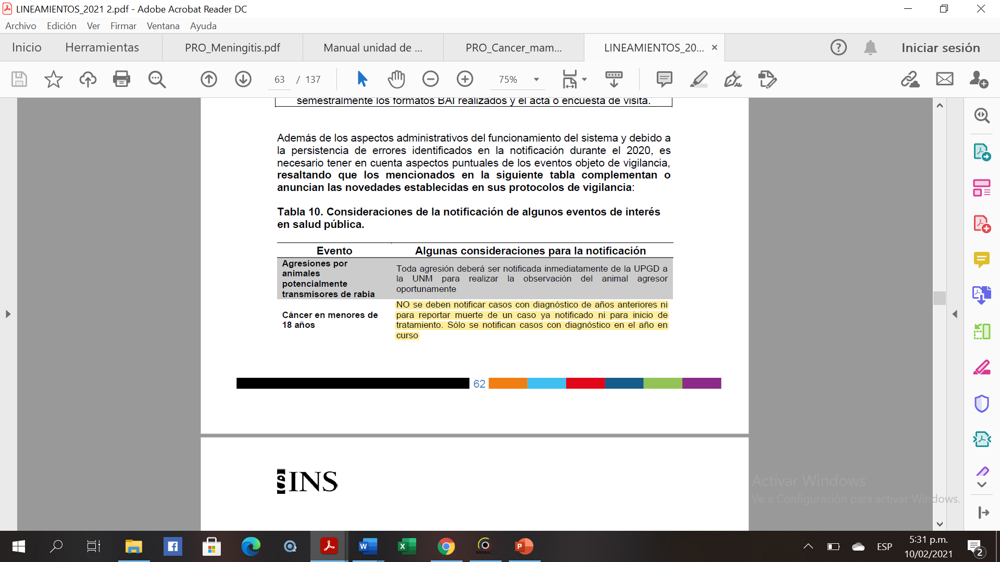 LINEAMIENTOS_2021 2.pdf - Adobe Acrobat Reader DC
Archivo Edición Ver Firmar Ventana Ayuda
Inicio Herramientas PRO_Meningitis.pdf Manual unidad de ... PRO_Cancer_mam... LINEAMIENTOS_20... × Iniciar sesión
63 / 137 75%
semestralmente los formatos BAI realizados y el acta o encuesta de visita.
Además de los aspectos administrativos del funcionamiento del sistema y debido a
la persistencia de errores identificados en la notificación durante el 2020, es
necesario tener en cuenta aspectos puntuales de los eventos objeto de vigilancia,
resaltando que los mencionados en la siguiente tabla complementan o
anuncian las novedades establecidas en sus protocolos de vigilancia:
Tabla 10. Consideraciones de la notificación de algunos eventos de interés
en salud pública.
Evento Algunas consideraciones para la notificación
Agresiones por
animales
potencialmente
transmisores de rabia
Toda agresión deberá ser notificada inmediatamente de la UPGD a
la UNM para realizar la observación del animal agresor
oportunamente
Cáncer en menores de
18 años
NO se deben notificar casos con diagnóstico de años anteriores ni
para reportar muerte de un caso ya notificado ni para inicio de
tratamiento. Sólo se notifican casos con diagnóstico en el año en
curso
62
INS
Activar Windows
Ve a Configuración para activar Windows.
ESP
5:31 p.m.
10/02/2021
2